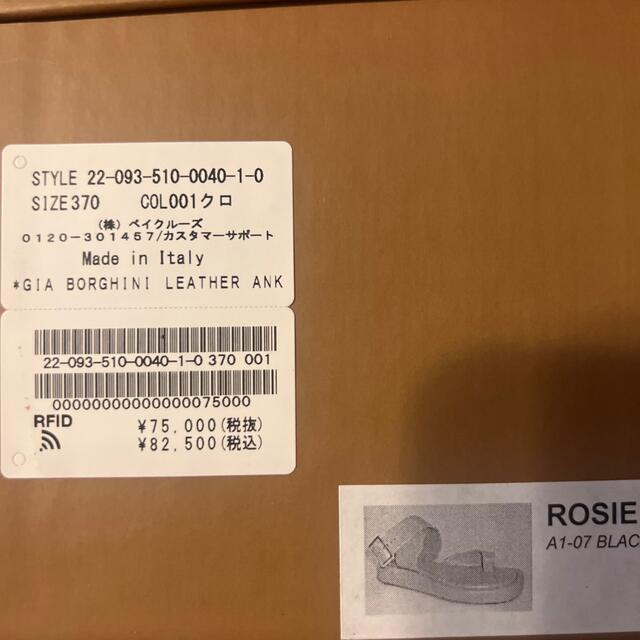 STYLE 22-093-510-0040-1-0
SIZE370 COL001クロ
(株) ベイクルーズ
0120-301457/カスタマーサポート
Made in Italy
*GIA BORGHINI LEATHER ANK
22-093-510-0040-1-0 370 001
00000000000000075000
RFID
¥75,000(税抜)
¥82,500(税込)
ROSIE
A1-07 BLAC